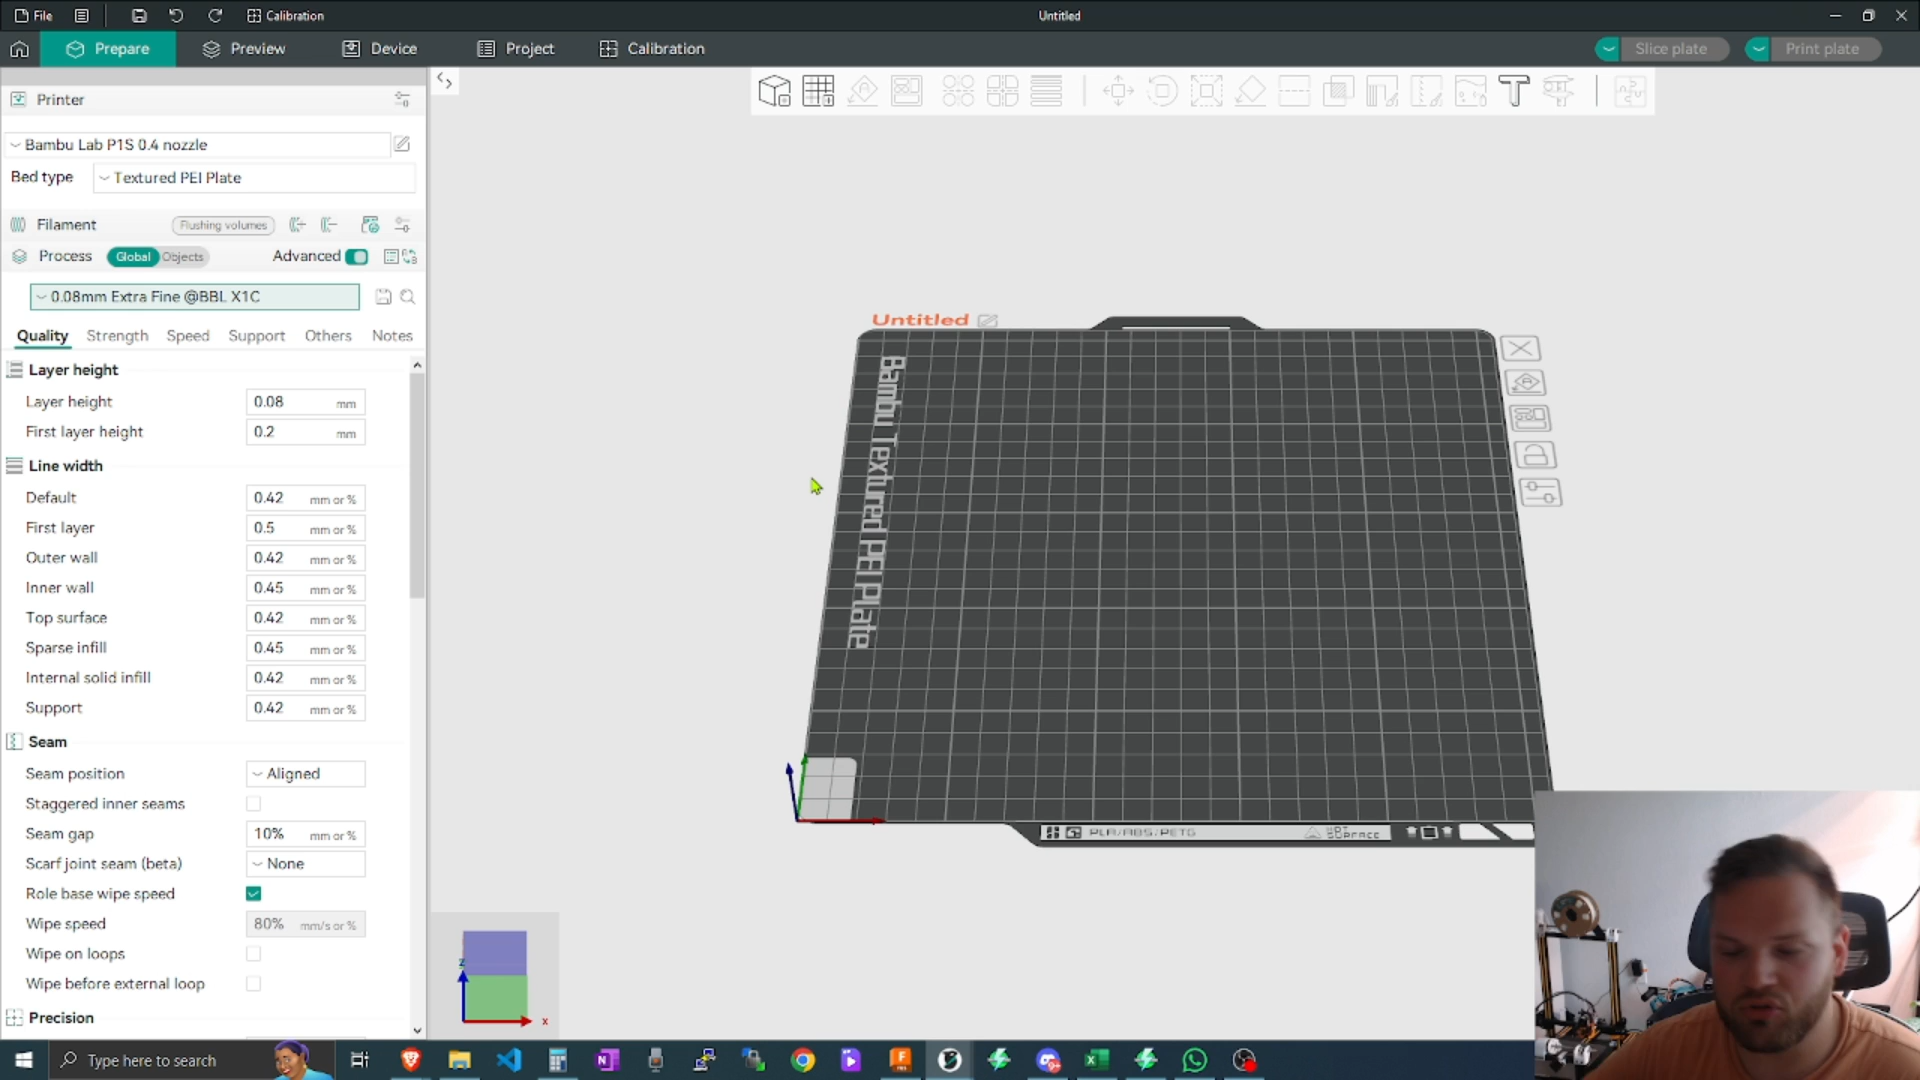 File
Calibration
Untitled
Prepare
Preview
Device
Project
Calibration
Slice plate
Print plate
Printer
Bambu Lab P1S 0.4 nozzle
Bed type
Textured PEI Plate
Filament
Flushing volumes
Process
Global
Objects
Advanced
0.08mm Extra Fine @BBL X1C
Quality
Strength
Speed
Support
Others
Notes
Layer height
Layer height 0.08 mm
First layer height 0.2 mm
Line width
Default 0.42 mm or %
First layer 0.5 mm or %
Outer wall 0.42 mm or %
Inner wall 0.45 mm or %
Top surface 0.42 mm or %
Sparse infill 0.45 mm or %
Internal solid infill 0.42 mm or %
Support 0.42 mm or %
Seam
Seam position Aligned
Staggered inner seams
Seam gap 10% mm or %
Scarf joint seam (beta) None
Role base wipe speed
Wipe speed 80% mm/s or %
Wipe on loops
Wipe before external loop
Precision
Untitled
Bambu Textured PEI Plate
PLA/ABS/PETG
HOT SURFACE
z
x
Type here to search